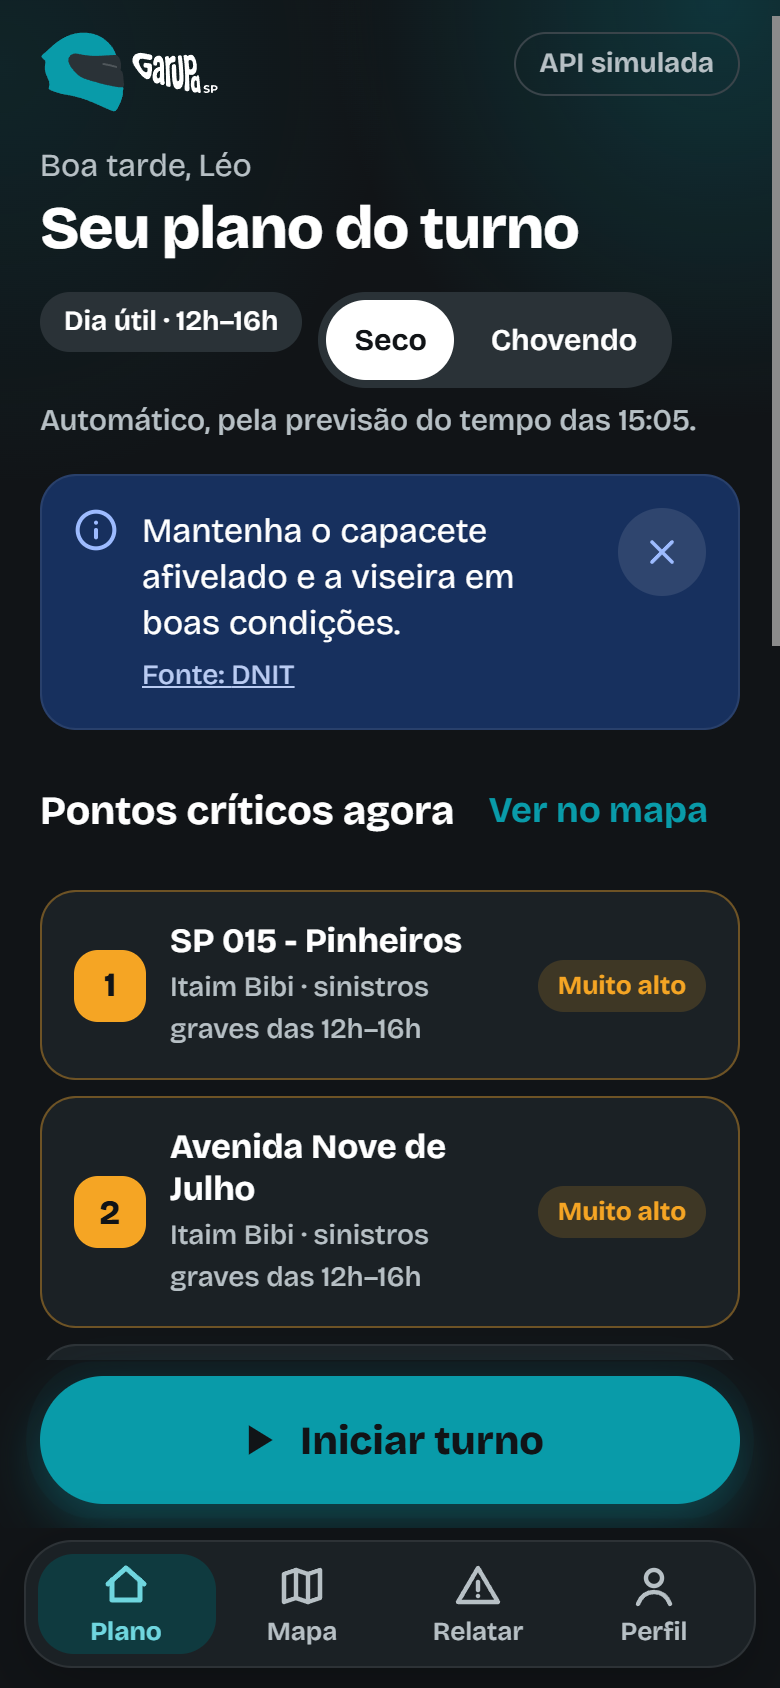 Garupa SP
API simulada
Boa tarde, Léo
Seu plano do turno
Dia útil · 12h–16h
Seco
Chovendo
Automático, pela previsão do tempo das 15:05.
Mantenha o capacete
afivelado e a viseira em
boas condições.
Fonte: DNIT
Pontos críticos agora
Ver no mapa
1
SP 015 - Pinheiros
Itaim Bibi · sinistros
graves das 12h–16h
Muito alto
2
Avenida Nove de
Julho
Itaim Bibi · sinistros
graves das 12h–16h
Muito alto
Iniciar turno
Plano
Mapa
Relatar
Perfil